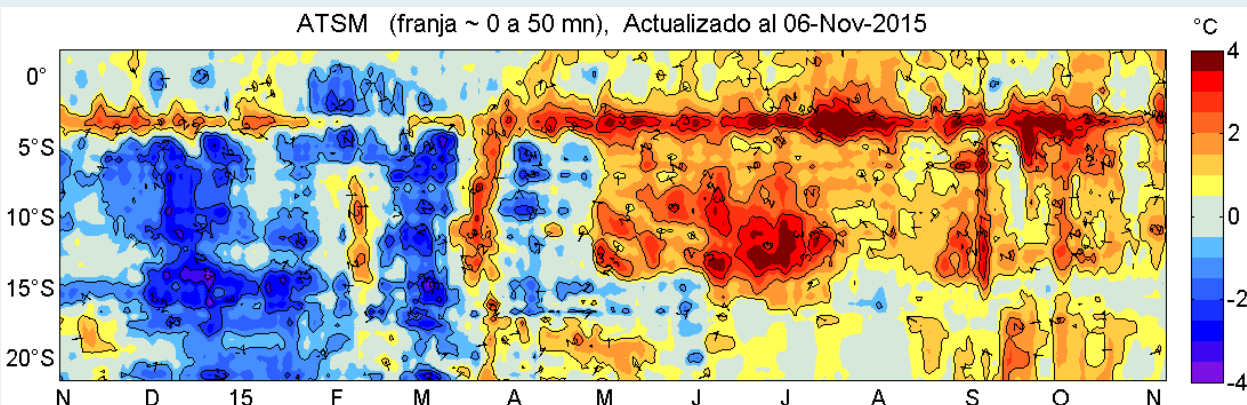 ATSM (franja ~ 0 a 50 mn), Actualizado al 06-Nov-2015
°C
0°
5°S
10°S
15°S
20°S
4
2
0
-2
-4
N D 15 F M A M J J A S O N